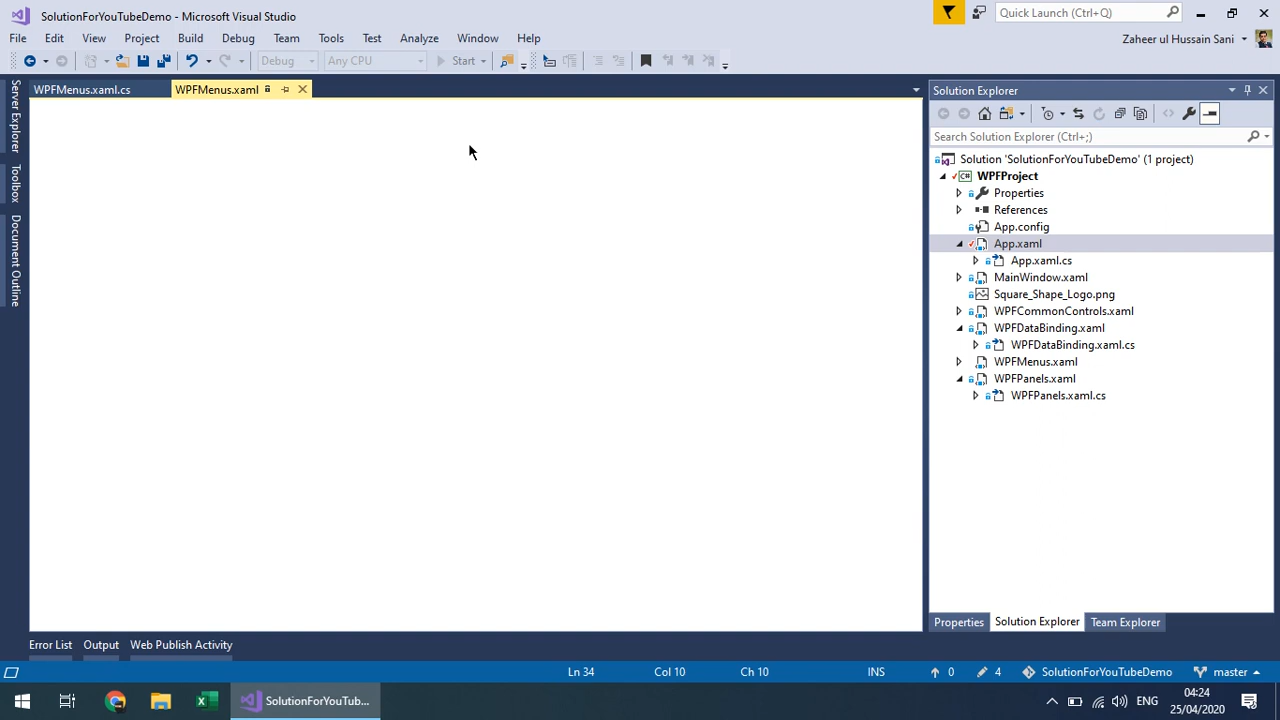 SolutionForYouTubeDemo - Microsoft Visual Studio
Quick Launch (Ctrl+Q)
File Edit View Project Build Debug Team Tools Test Analyze Window Help
Zaheer ul Hussain Sani
Debug Any CPU Start
Server Explorer
Toolbox
Document Outline
WPFMenus.xaml.cs WPFMenus.xaml
Solution Explorer
Search Solution Explorer (Ctrl+;)
Solution 'SolutionForYouTubeDemo' (1 project)
C# WPFProject
Properties
References
App.config
App.xaml
App.xaml.cs
MainWindow.xaml
Square_Shape_Logo.png
WPFCommonControls.xaml
WPFDataBinding.xaml
WPFDataBinding.xaml.cs
WPFMenus.xaml
WPFPanels.xaml
WPFPanels.xaml.cs
Properties Solution Explorer Team Explorer
Error List Output Web Publish Activity
Ln 34 Col 10 Ch 10 INS 0 4 SolutionForYouTubeDemo master
SolutionForYouTub...
ENG
04:24
25/04/2020